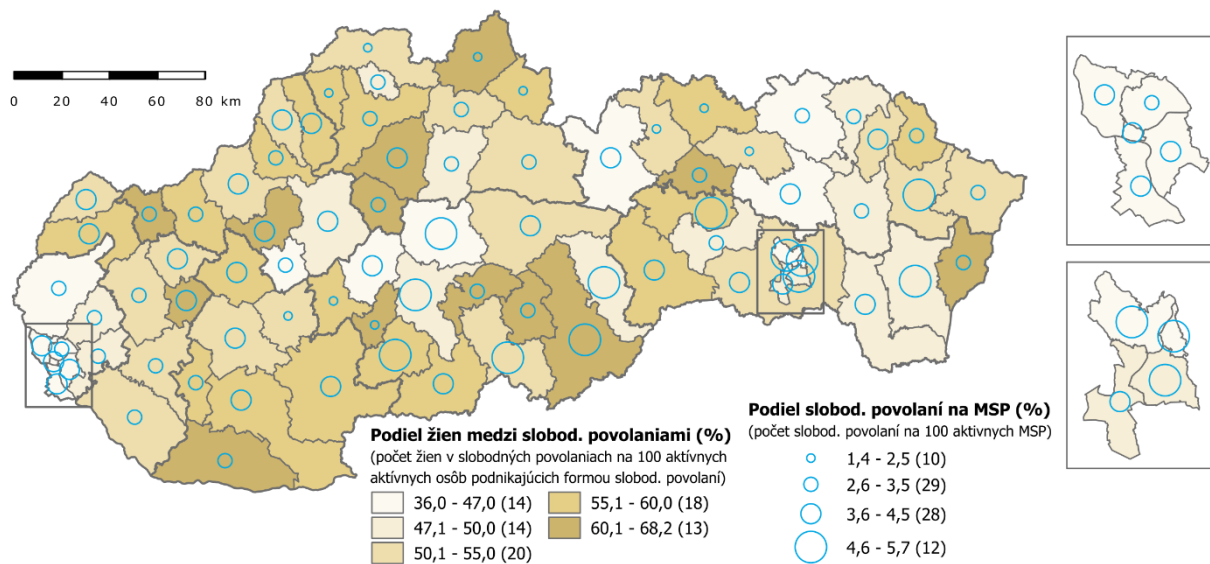 0 20 40 60 80 km
Podiel žien medzi slobod. povolaniami (%)
(počet žien v slobodných povolaniach na 100 aktívnych
aktívnych osôb podnikajúcich formou slobod. povolaní)
36,0 - 47,0 (14)
47,1 - 50,0 (14)
50,1 - 55,0 (20)
55,1 - 60,0 (18)
60,1 - 68,2 (13)
Podiel slobod. povolaní na MSP (%)
(počet slobod. povolaní na 100 aktivnych MSP)
1,4 - 2,5 (10)
2,6 - 3,5 (29)
3,6 - 4,5 (28)
4,6 - 5,7 (12)